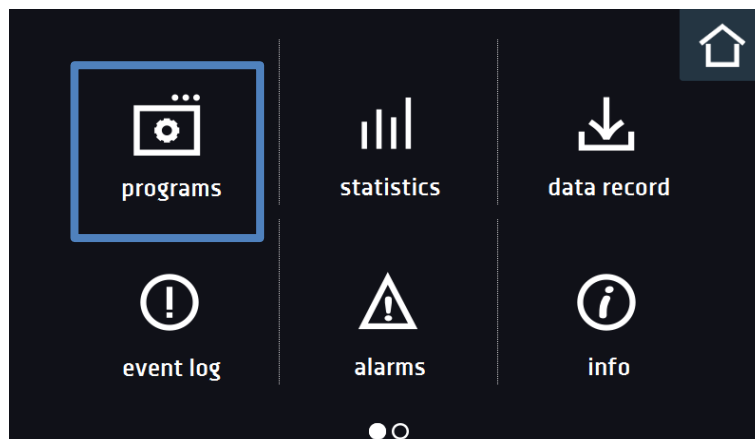 programs
statistics
data record
event log
alarms
info